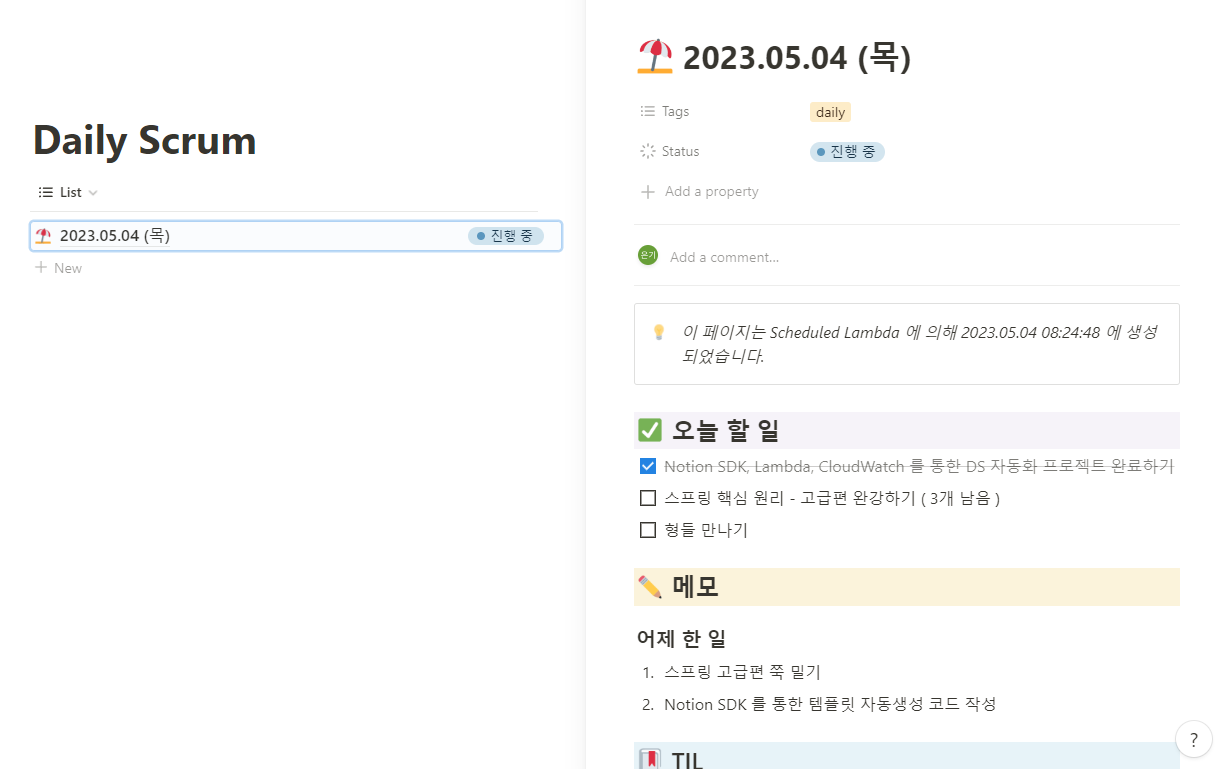 Daily Scrum
List
2023.05.04 (목)
진행 중
New
2023.05.04 (목)
Tags
daily
Status
진행 중
Add a property
은기
Add a comment...
이 페이지는 Scheduled Lambda 에 의해 2023.05.04 08:24:48 에 생성
되었습니다.
오늘 할 일
Notion SDK, Lambda, CloudWatch 를 통한 DS 자동화 프로젝트 완료하기
스프링 핵심 원리 - 고급편 완강하기 ( 3개 남음 )
형들 만나기
메모
어제 한 일
1. 스프링 고급편 쭉 밀기
2. Notion SDK 를 통한 템플릿 자동생성 코드 작성
TIL
?